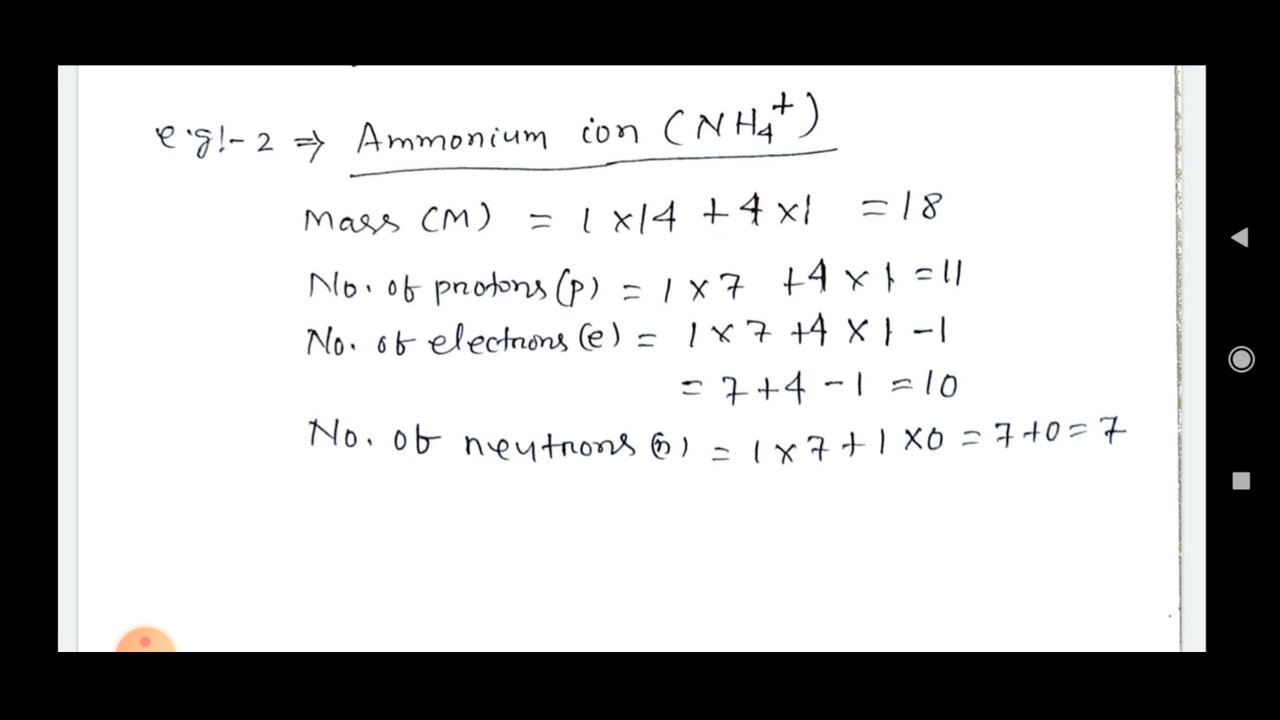 e.g!- 2 ⇒ Ammonium ion (NH₄⁺)
Mass (M) = 1 x 14 + 4 x 1 = 18
No. of protons (p) = 1 x 7 + 4 x 1 = 11
No. of electrons (e) = 1 x 7 + 4 x 1 - 1
= 7 + 4 - 1 = 10
No. of neutrons (n) = 1 x 7 + 1 x 0 = 7 + 0 = 7